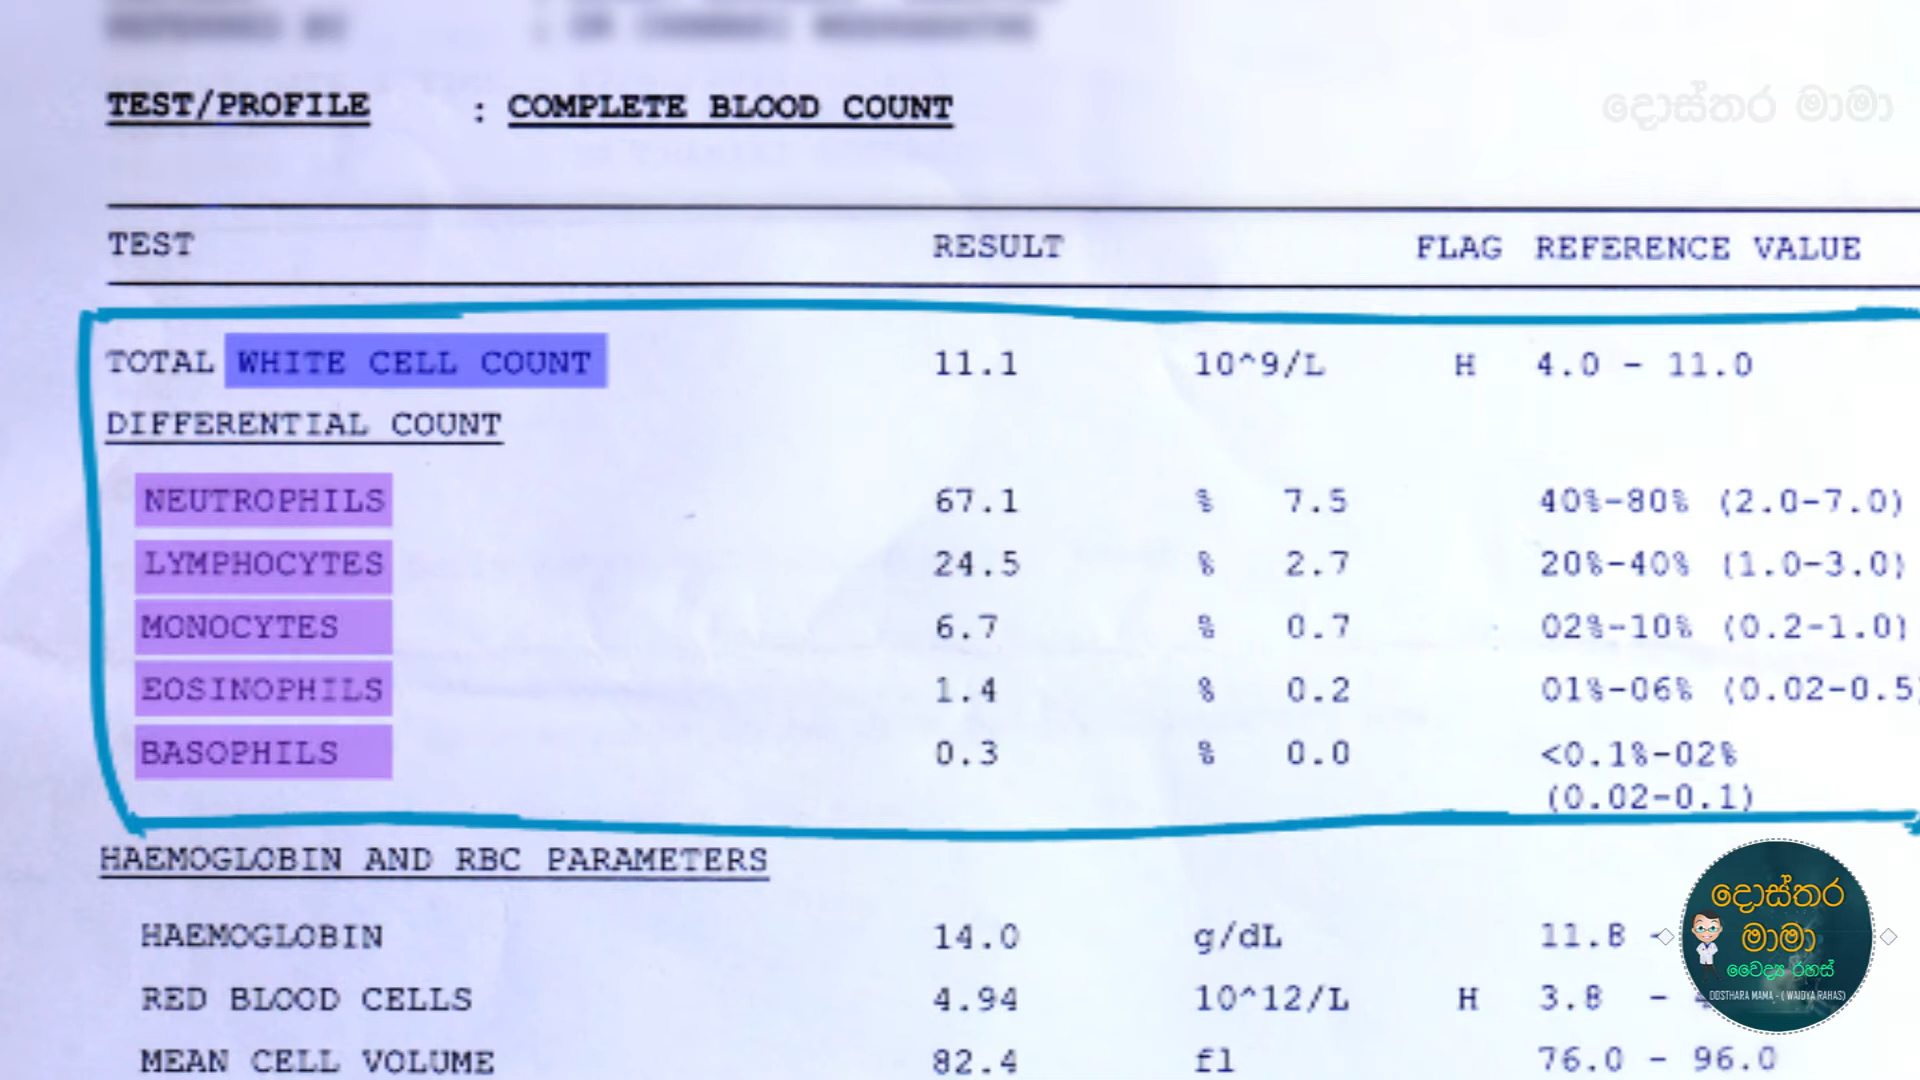 TEST/PROFILE : COMPLETE BLOOD COUNT
දොස්තර මාමා
TEST RESULT FLAG REFERENCE VALUE
TOTAL WHITE CELL COUNT 11.1 10^9/L H 4.0 - 11.0
DIFFERENTIAL COUNT
NEUTROPHILS 67.1 % 7.5 40%-80% (2.0-7.0)
LYMPHOCYTES 24.5 % 2.7 20%-40% (1.0-3.0)
MONOCYTES 6.7 % 0.7 02%-10% (0.2-1.0)
EOSINOPHILS 1.4 % 0.2 01%-06% (0.02-0.5)
BASOPHILS 0.3 % 0.0 <0.1%-02%
(0.02-0.1)
HAEMOGLOBIN AND RBC PARAMETERS
HAEMOGLOBIN 14.0 g/dL 11.8 -
RED BLOOD CELLS 4.94 10^12/L H 3.8 -
MEAN CELL VOLUME 82.4 fl 76.0 - 96.0
දොස්තර
මාමා
වෛද්‍ය රහස්
DOSTHARA MAMA - ( WAIDYA RAHAS)